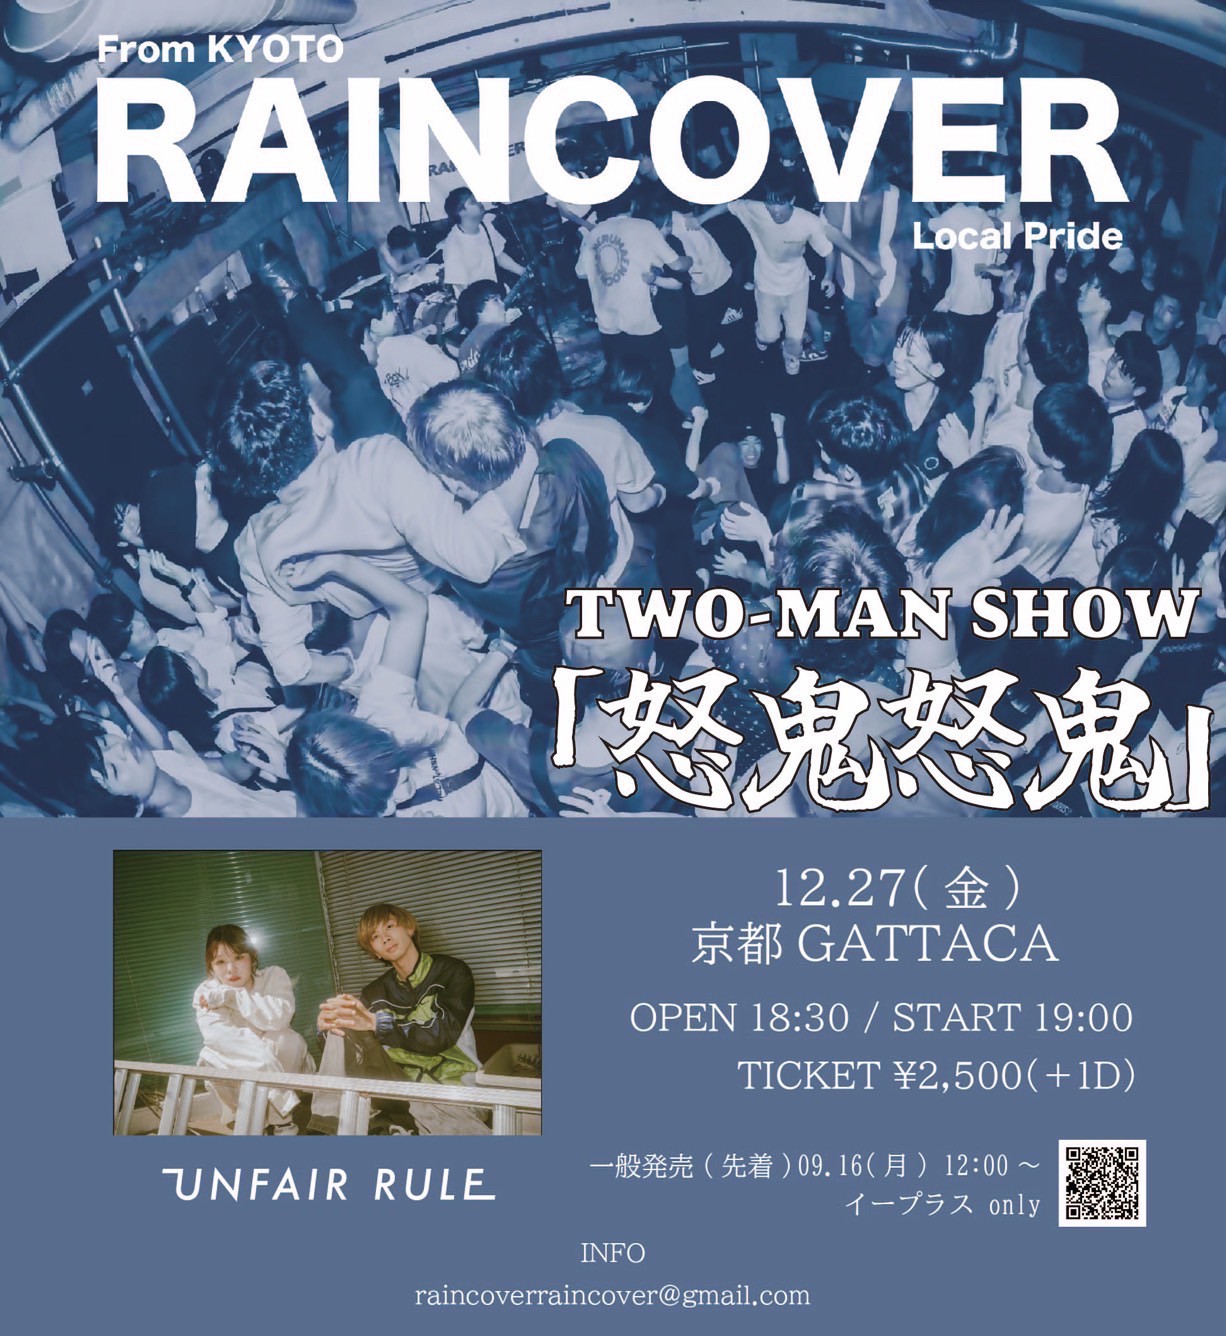 From KYOTO
RAINCOVER
Local Pride
TWO-MAN SHOW
「怒鬼怒鬼」
12.27(金)
京都 GATTACA
OPEN 18:30 / START 19:00
TICKET ¥2,500(+1D)
UNFAIR RULE
一般発売(先着)09.16(月) 12:00～
イープラス only
INFO
raincoverraincover@gmail.com